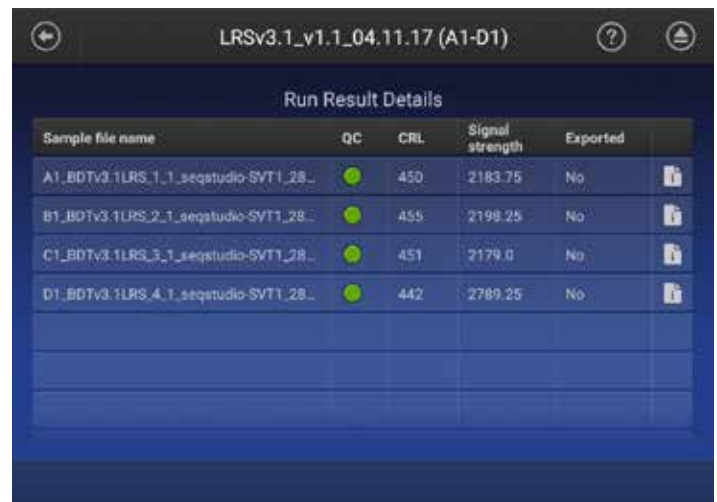 LRSv3.1_v1.1_04.11.17 (A1-D1)
?
Run Result Details
Sample file name QC CRL Signal strength Exported
A1_BDTv3.1LRS_1_1_seqstudio-SVT1_28... 450 2183.75 No
B1_BDTv3.1LRS_2_1_seqstudio-SVT1_28... 455 2198.25 No
C1_BDTv3.1LRS_3_1_seqstudio-SVT1_28... 451 2179.0 No
D1_BDTv3.1LRS_4_1_seqstudio-SVT1_28... 442 2789.25 No